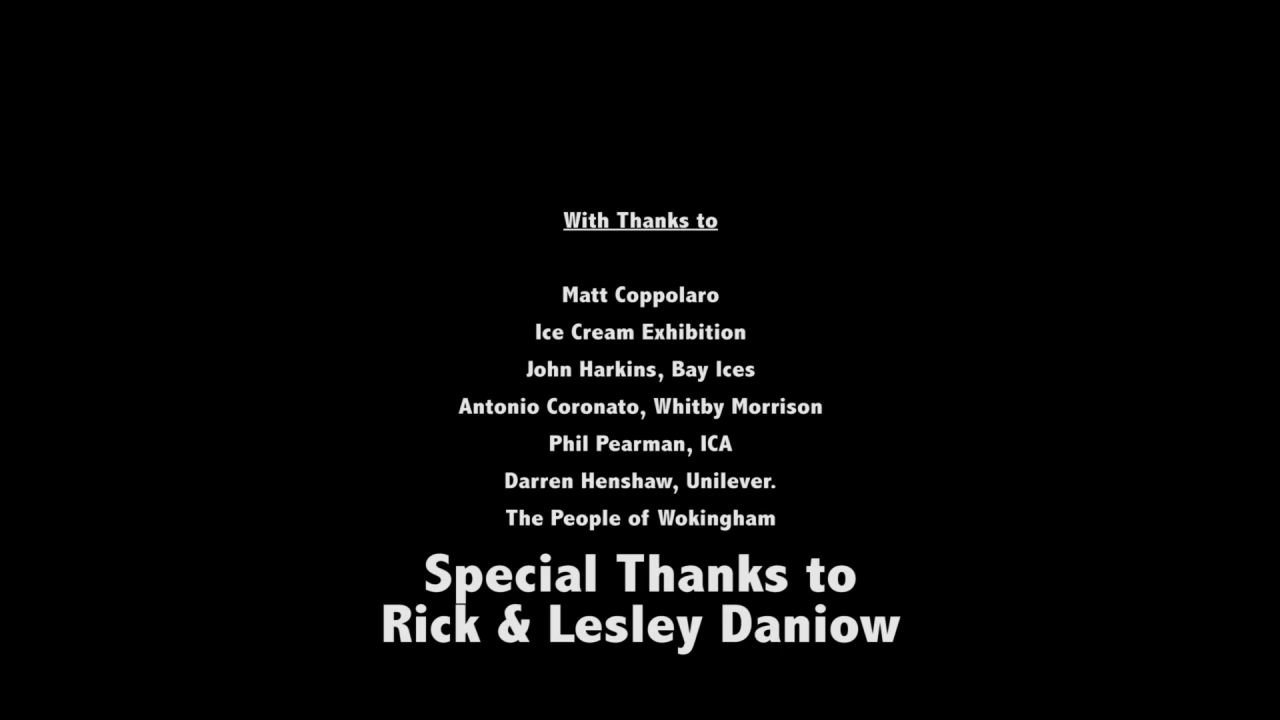 With Thanks to
Matt Coppolaro
Ice Cream Exhibition
John Harkins, Bay Ices
Antonio Coronato, Whitby Morrison
Phil Pearman, ICA
Darren Henshaw, Unilever.
The People of Wokingham
Special Thanks to
Rick & Lesley Daniow